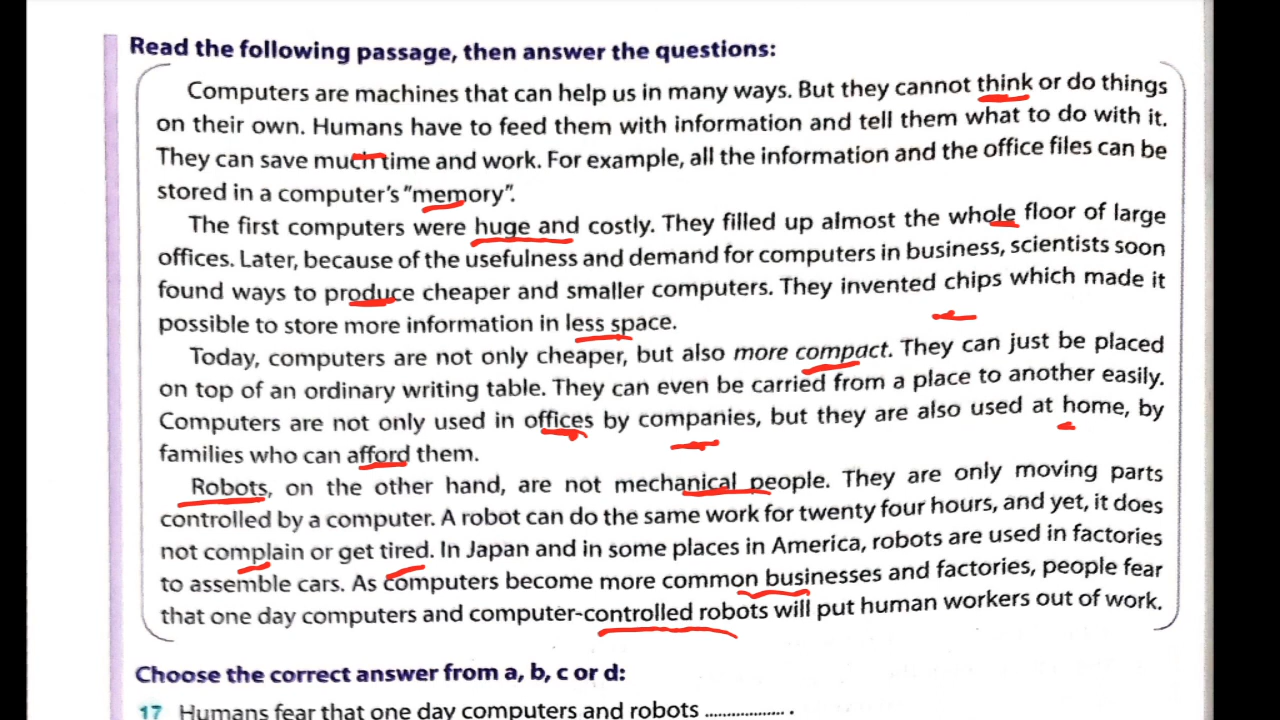 Read the following passage, then answer the questions:
Computers are machines that can help us in many ways. But they cannot think or do things
on their own. Humans have to feed them with information and tell them what to do with it.
They can save much time and work. For example, all the information and the office files can be
stored in a computer's "memory".
The first computers were huge and costly. They filled up almost the whole floor of large
offices. Later, because of the usefulness and demand for computers in business, scientists soon
found ways to produce cheaper and smaller computers. They invented chips which made it
possible to store more information in less space.
Today, computers are not only cheaper, but also more compact. They can just be placed
on top of an ordinary writing table. They can even be carried from a place to another easily.
Computers are not only used in offices by companies, but they are also used at home, by
families who can afford them.
Robots, on the other hand, are not mechanical people. They are only moving parts
controlled by a computer. A robot can do the same work for twenty four hours, and yet, it does
not complain or get tired. In Japan and in some places in America, robots are used in factories
to assemble cars. As computers become more common businesses and factories, people fear
that one day computers and computer-controlled robots will put human workers out of work.
Choose the correct answer from a, b, c or d:
17 Humans fear that one day computers and robots .................. .